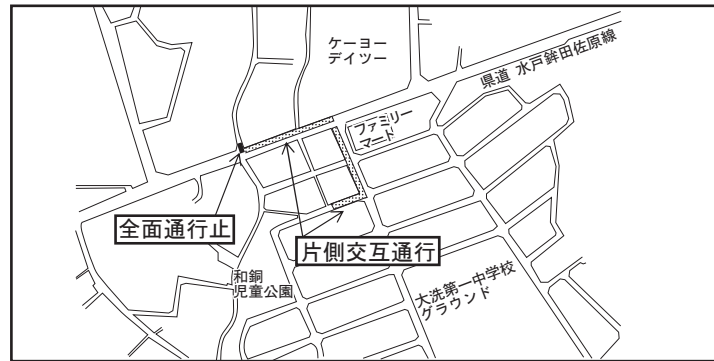 ケーヨー
デイツー
県道 水戸鉾田佐原線
ファミリー
マート
全面通行止
片側交互通行
和銅
児童公園
大洗第一中学校
グラウンド